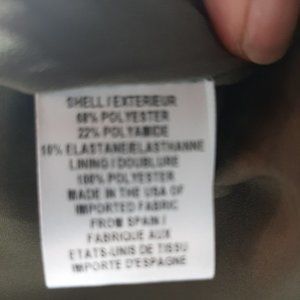 SHELL/EXTERIEUR
68% POLYESTER
22% POLYAMIDE
10% ELASTANE/ELASTHANNE
LINING/DOUBLURE
100% POLYESTER
MADE IN THE USA OF
IMPORTED FABRIC
FROM SPAIN/
FABRIQUE AUX
ETATS-UNIS DE TISSU
IMPORTE D'ESPAGNE